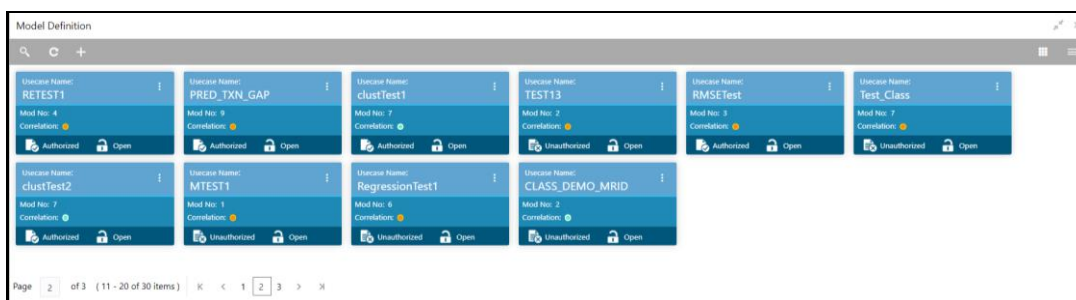 Model Definition
Usecase Name:
RETEST1
Mod No: 4
Correlation:
Authorized Open
Usecase Name:
PRED_TXN_GAP
Mod No: 9
Correlation:
Authorized Open
Usecase Name:
clustTest1
Mod No: 7
Correlation:
Authorized Open
Usecase Name:
TEST13
Mod No: 2
Correlation:
Unauthorized Open
Usecase Name:
RMSETest
Mod No: 3
Correlation:
Authorized Open
Usecase Name:
Test_Class
Mod No: 7
Correlation:
Unauthorized Open
Usecase Name:
clustTest2
Mod No: 7
Correlation:
Authorized Open
Usecase Name:
MTEST1
Mod No: 1
Correlation:
Unauthorized Open
Usecase Name:
RegressionTest1
Mod No: 6
Correlation:
Unauthorized Open
Usecase Name:
CLASS_DEMO_MRID
Mod No: 2
Correlation:
Unauthorized Open
Page 2 of 3 (11 - 20 of 30 items) K < 1 2 3 > >|